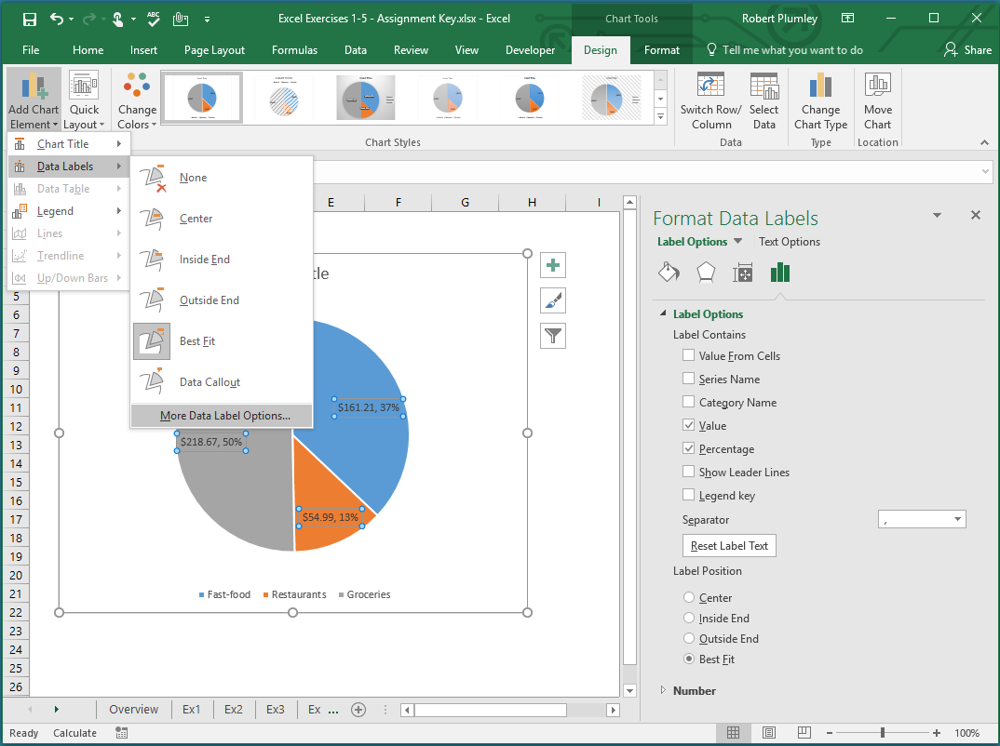 ABC
Excel Exercises 1-5 - Assignment Key.xlsx - Excel
Chart Tools
Robert Plumley
File Home Insert Page Layout Formulas Data Review View Developer Design Format Tell me what you want to do Share
Add Chart Element
Quick Layout
Change Colors
Switch Row/ Column
Select Data
Change Chart Type
Move Chart
Chart Styles Data Type Location
Chart Title
Data Labels
Data Table
Legend
Lines
Trendline
Up/Down Bars
None
Center
Inside End
Outside End
Best Fit
Data Callout
More Data Label Options...
E F G H I
tle
5
6
7
8
9
10
11
12
13
14
15
16
17
18
19
20
21
22
23
24
25
26
$161.21, 37%
$218.67, 50%
$54.99, 13%
Fast-food Restaurants Groceries
Format Data Labels
Label Options Text Options
Label Options
Label Contains
Value From Cells
Series Name
Category Name
Value
Percentage
Show Leader Lines
Legend key
Separator ,
Reset Label Text
Label Position
Center
Inside End
Outside End
Best Fit
Number
Overview Ex1 Ex2 Ex3 Ex ...
Ready Calculate 100%